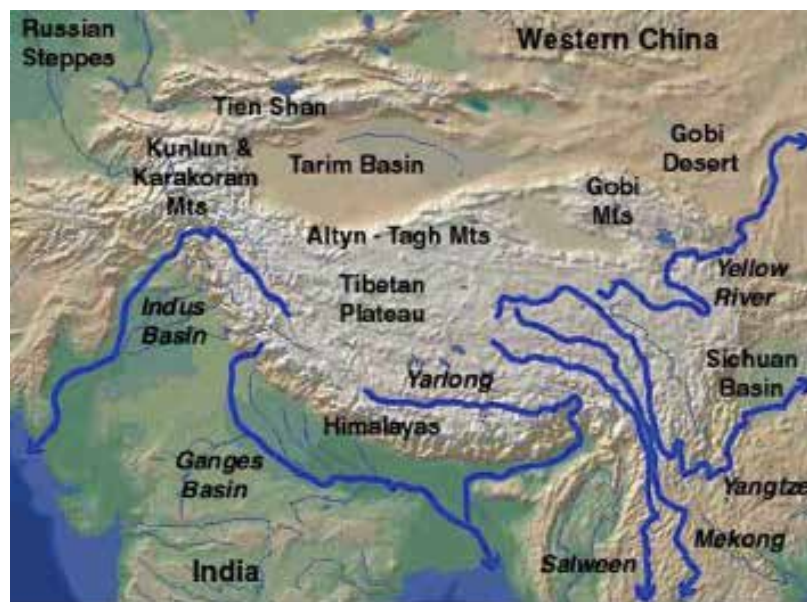 Russian
Steppes
Western China
Tien Shan
Kunlun &
Karakoram
Mts
Tarim Basin
Gobi
Desert
Gobi
Mts
Altyn - Tagh Mts
Tibetan
Plateau
Yellow
River
Indus
Basin
Sichuan
Basin
Yarlong
Himalayas
Ganges
Basin
Yangtze
Mekong
Salween
India